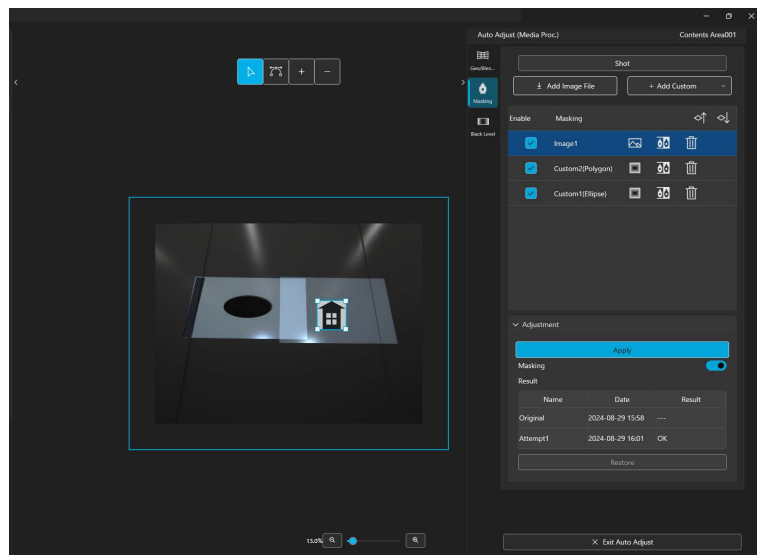 Auto Adjust (Media Proc.) Contents Area001
Geo/Blen...
Masking
Black Level
Shot
Add Image File
+ Add Custom
Enable Masking
Image1
Custom2(Polygon)
Custom1(Ellipse)
Adjustment
Apply
Masking
Result
Name Date Result
Original 2024-08-29 15:58 ---
Attempt1 2024-08-29 16:01 OK
Restore
13.0%
Exit Auto Adjust